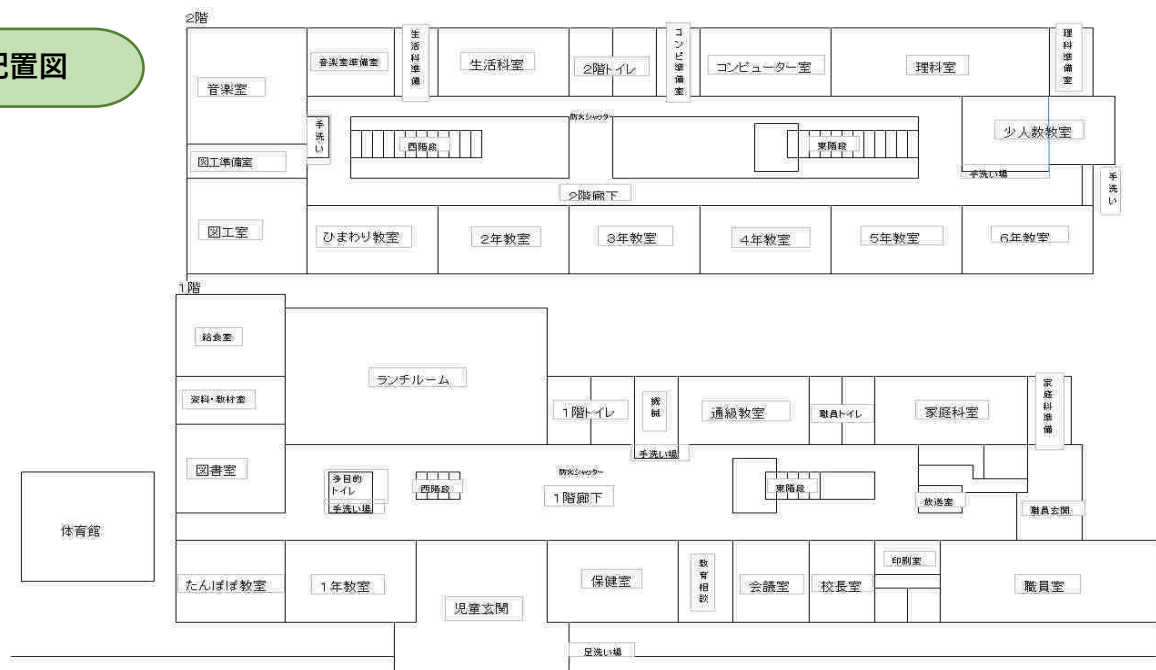 配置図
2階
音楽室
音楽室準備室
生活科準備
生活科室
2階トイレ
コンピ準備室
コンピューター室
理科室
理科準備室
手洗い
防火シャッター
西階段
東階段
少人数教室
図工準備室
手洗い場
手洗い
2階廊下
図工室
ひまわり教室
2年教室
3年教室
4年教室
5年教室
6年教室
1階
給食室
ランチルーム
資料・教材室
1階トイレ
機械
通級教室
職員トイレ
家庭科室
家庭科準備
手洗い場
図書室
多目的
トイレ
手洗い場
西階段
防火シャッター
1階廊下
東階段
放送室
職員玄関
体育館
たんぽぽ教室
1年教室
児童玄関
保健室
教育相談
会議室
校長室
印刷室
職員室
足洗い場